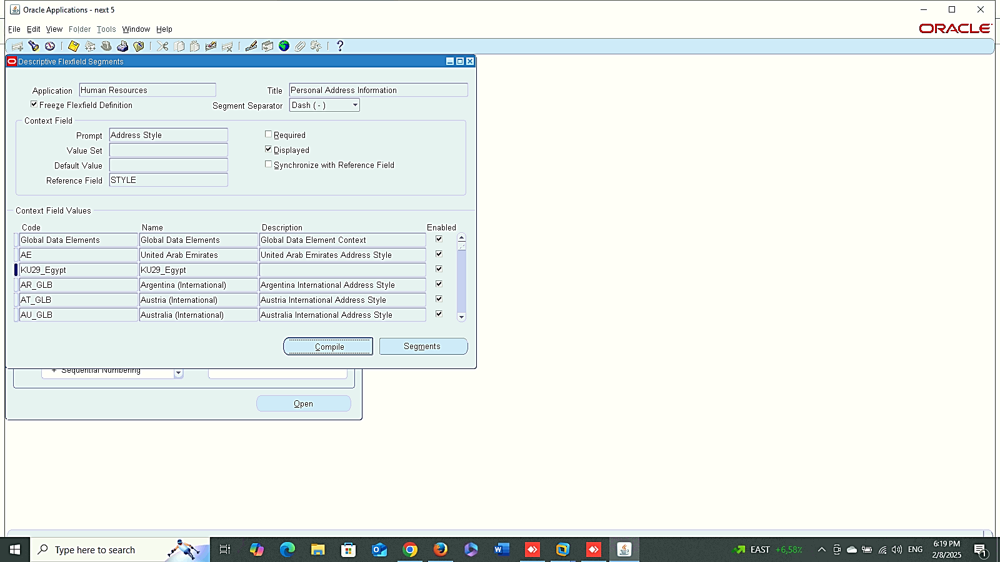 Oracle Applications - next 5
File Edit View Folder Tools Window Help
ORACLE
Descriptive Flexfield Segments
Application Human Resources Title Personal Address Information
Freeze Flexfield Definition Segment Separator Dash ( - )
Context Field
Prompt Address Style Required
Value Set Displayed
Default Value Synchronize with Reference Field
Reference Field STYLE
Context Field Values
Code Name Description Enabled
Global Data Elements Global Data Elements Global Data Element Context
AE United Arab Emirates United Arab Emirates Address Style
KU29_Egypt KU29_Egypt
AR_GLB Argentina (International) Argentina International Address Style
AT_GLB Austria (International) Austria International Address Style
AU_GLB Australia (International) Australia International Address Style
Compile Segments
+ Sequential Numbering
Open
Type here to search EAST +6,58% ENG 6:19 PM
2/8/2025 1